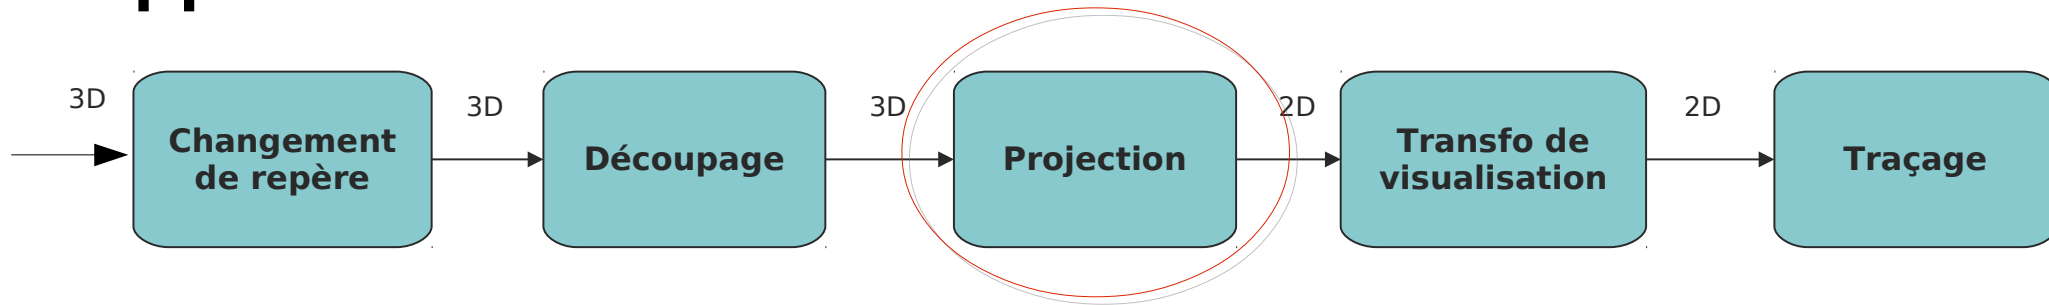 3D
Changement
de repère
3D
Découpage
3D
Projection
2D
Transfo de
visualisation
2D
Traçage